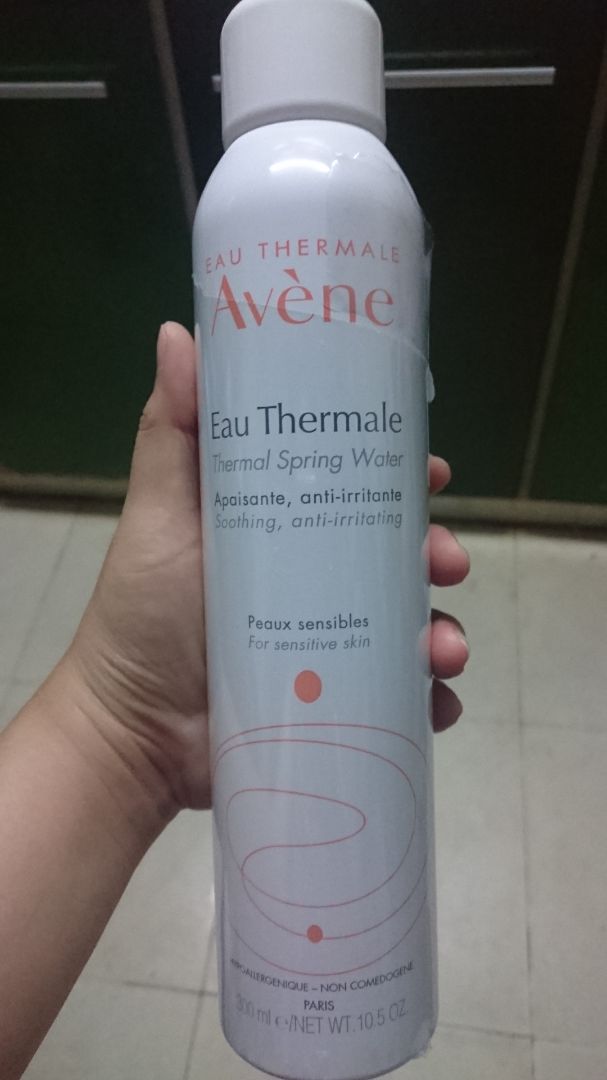 EAU THERMALE
Avène
Eau Thermale
Thermal Spring Water
Apaisante, anti-irritante
Soothing, anti-irritating
Peaux sensibles
For sensitive skin
HYPOALLERGENIQUE – NON COMEDOGENE
PARIS
300 ml e/NET WT. 10.5 OZ.